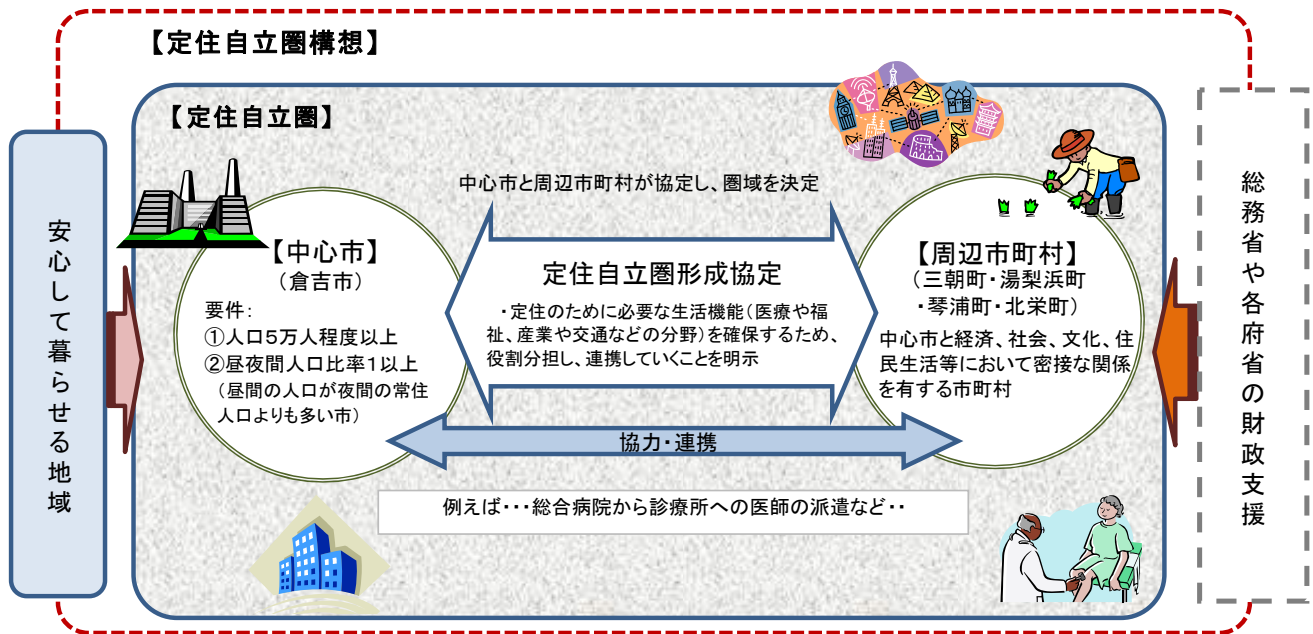 【定住自立圏構想】
【定住自立圏】
安心して暮らせる地域
中心市と周辺市町村が協定し、圏域を決定
【中心市】
(倉吉市)
要件:
①人口5万人程度以上
②昼夜間人口比率1以上
(昼間の人口が夜間の常住
人口よりも多い市)
定住自立圏形成協定
・定住のために必要な生活機能(医療や福
祉、産業や交通などの分野)を確保するため、
役割分担し、連携していくことを明示
【周辺市町村】
(三朝町・湯梨浜町
・琴浦町・北栄町)
中心市と経済、社会、文化、住
民生活等において密接な関係
を有する市町村
協力・連携
例えば・・・総合病院から診療所への医師の派遣など・・
総務省や各府省の財政支援